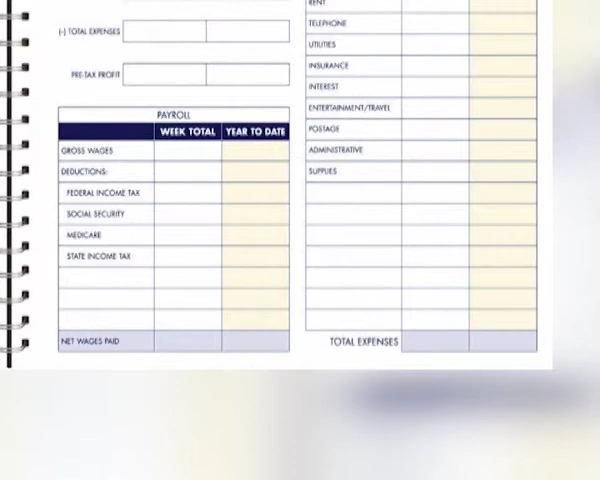 (-) TOTAL EXPENSES
PRE-TAX PROFIT
PAYROLL
WEEK TOTAL YEAR TO DATE
GROSS WAGES
DEDUCTIONS:
FEDERAL INCOME TAX
SOCIAL SECURITY
MEDICARE
STATE INCOME TAX
NET WAGES PAID
RENT
TELEPHONE
UTILITIES
INSURANCE
INTEREST
ENTERTAINMENT/TRAVEL
POSTAGE
ADMINISTRATIVE
SUPPLIES
TOTAL EXPENSES